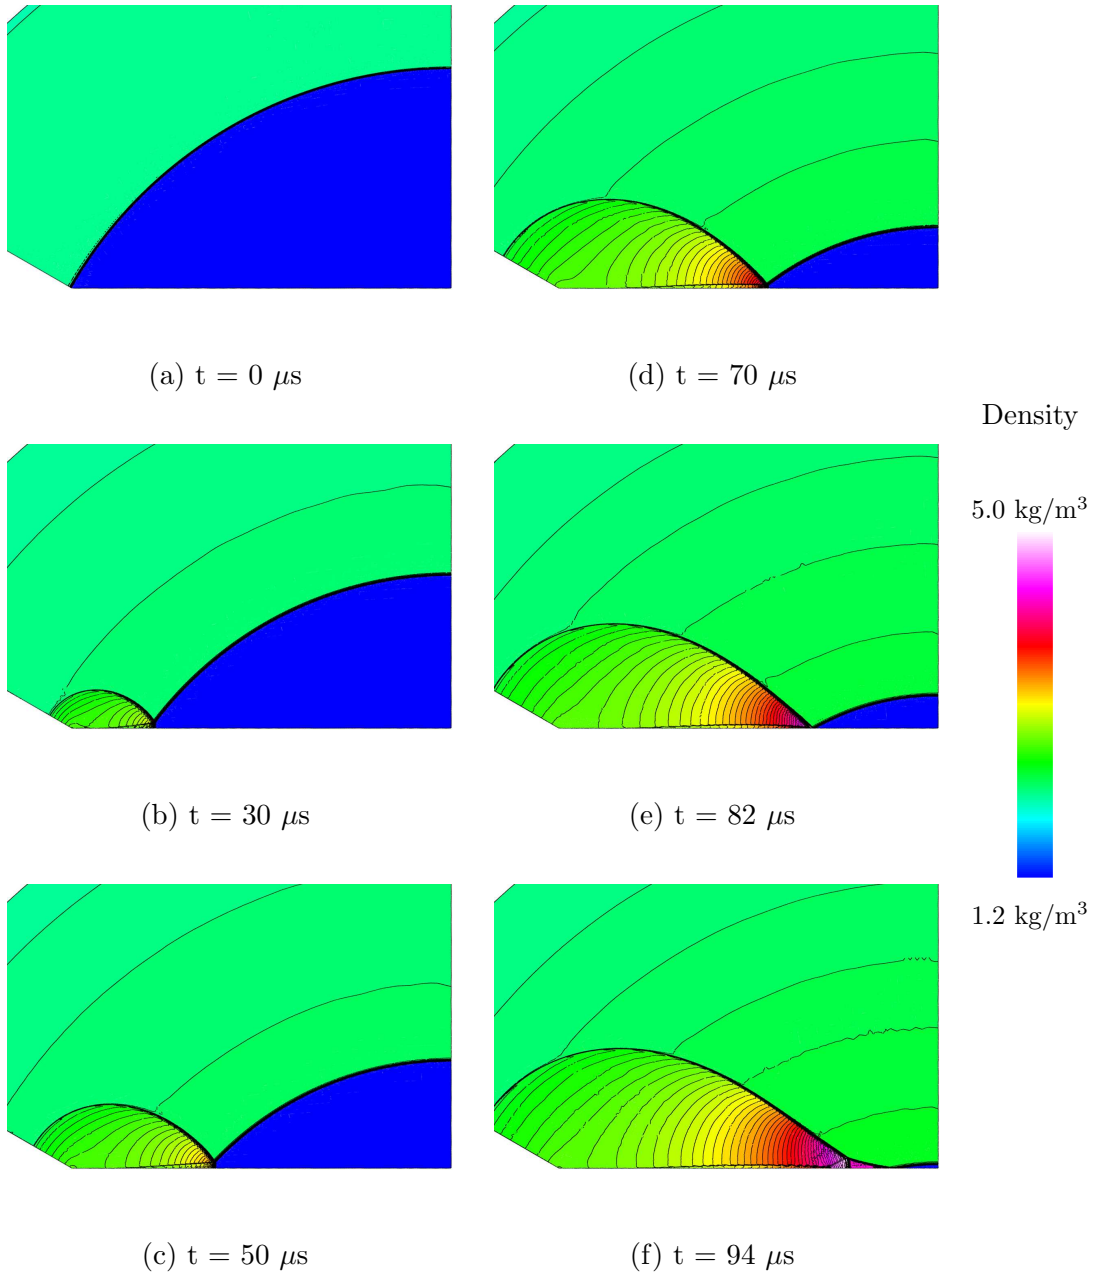 (a) t = 0 μs
(d) t = 70 μs
Density
5.0 kg/m³
(b) t = 30 μs
(e) t = 82 μs
1.2 kg/m³
(c) t = 50 μs
(f) t = 94 μs